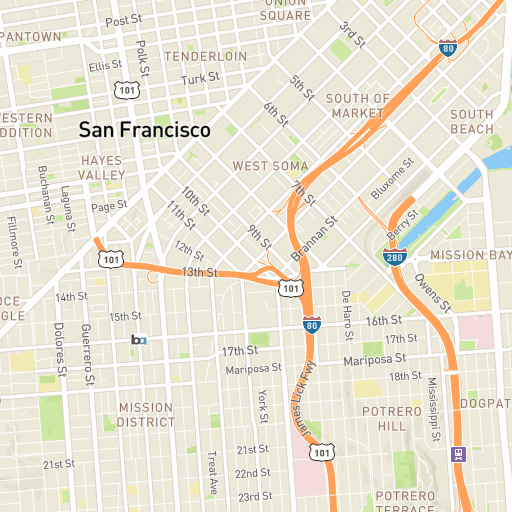 UNION
SQUARE
Post St
3rd St
PANTOWN
Polk St
TENDERLOIN
80
Ellis St
Turk St
5th St
101
SOUTH OF
MARKET
6th St
WESTERN
ADDITION
San Francisco
SOUTH
BEACH
HAYES
VALLEY
WEST SOMA
Bluxome St
Buchanan St
Laguna St
10th St
7th St
Page St
11th St
Fillmore St
9th St
Brannan St
Berry St
12th St
101
280
MISSION BAY
13th St
Owens St
101
14th St
OCE
GLE
De Haro St
15th St
16th St
80
ba
17th St
Dolores St
Guerrero St
17th St
Mariposa St
Mariposa St
18th St
James Lick Fwy
Mississippi St
York St
MISSION
DISTRICT
POTRERO
HILL
DOGPAT
21st St
101
21st St
Treat Ave
22nd St
23rd St
POTRERO
TERRACE